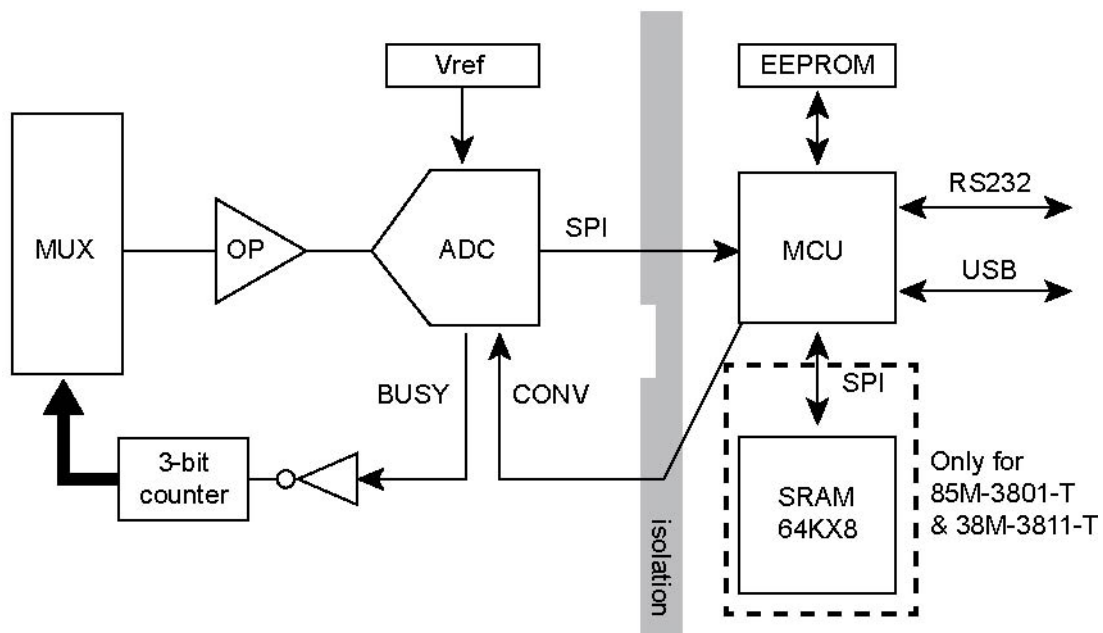 Vref
EEPROM
MUX
OP
ADC
SPI
MCU
RS232
USB
BUSY
CONV
SPI
3-bit
counter
SRAM
64KX8
Only for
85M-3801-T
& 38M-3811-T
isolation